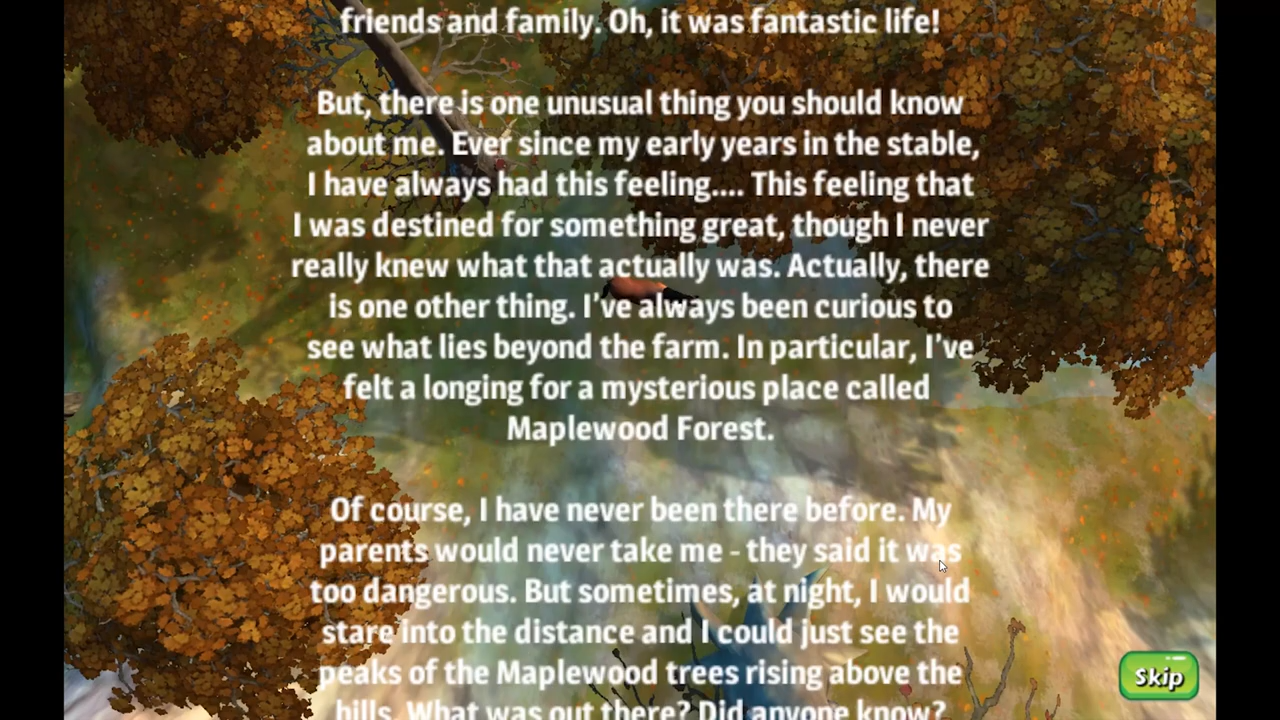 friends and family. Oh, it was fantastic life!
But, there is one unusual thing you should know
about me. Ever since my early years in the stable,
I have always had this feeling.... This feeling that
I was destined for something great, though I never
really knew what that actually was. Actually, there
is one other thing. I've always been curious to
see what lies beyond the farm. In particular, I've
felt a longing for a mysterious place called
Maplewood Forest.
Of course, I have never been there before. My
parents would never take me - they said it was
too dangerous. But sometimes, at night, I would
stare into the distance and I could just see the
peaks of the Maplewood trees rising above the
hills. What was out there? Did anyone know?
Skip